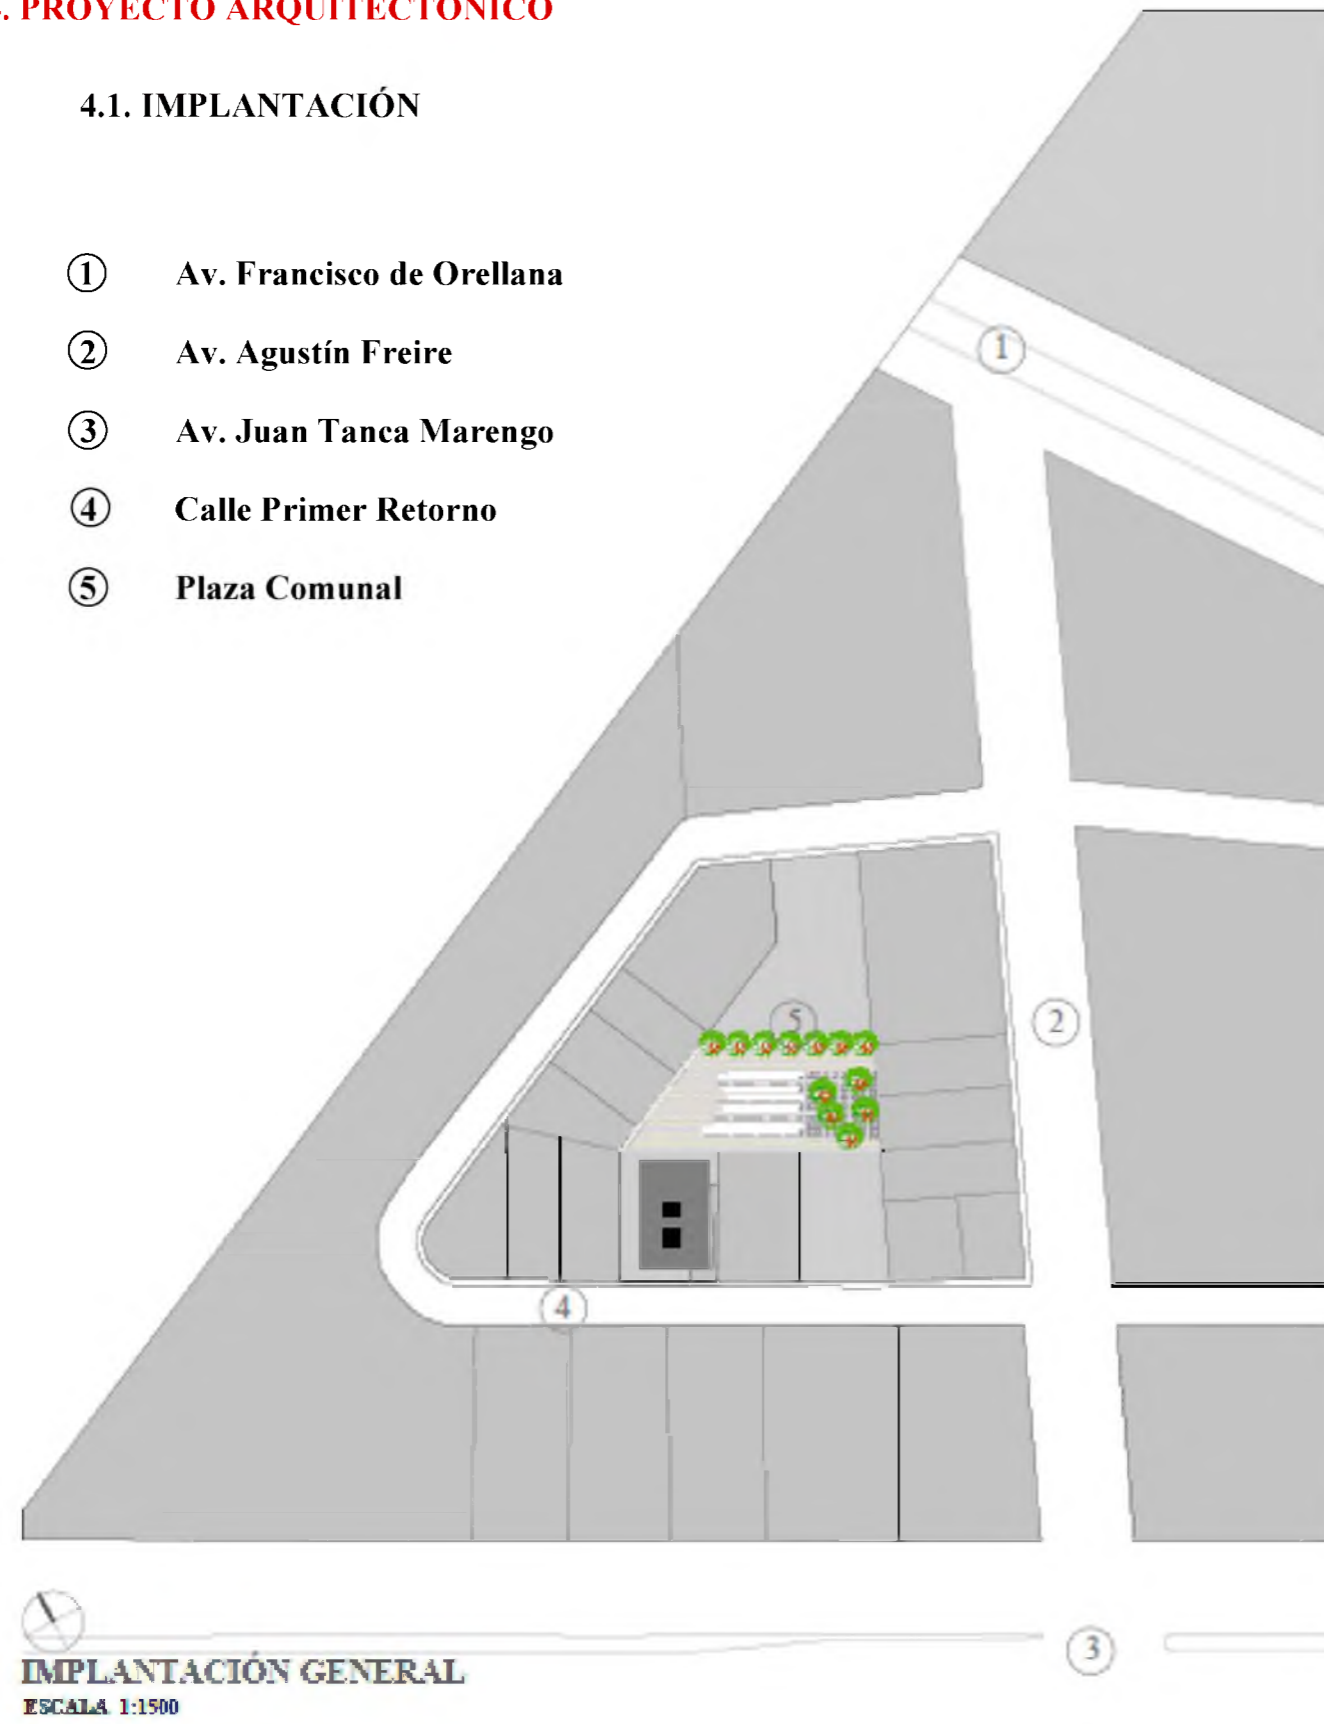 . PROYECTO ARQUITECTÓNICO
4.1. IMPLANTACIÓN
1 Av. Francisco de Orellana
2 Av. Agustín Freire
3 Av. Juan Tanca Marengo
4 Calle Primer Retorno
5 Plaza Comunal
1
5
2
4
3
IMPLANTACIÓN GENERAL
ESCALA 1:1500